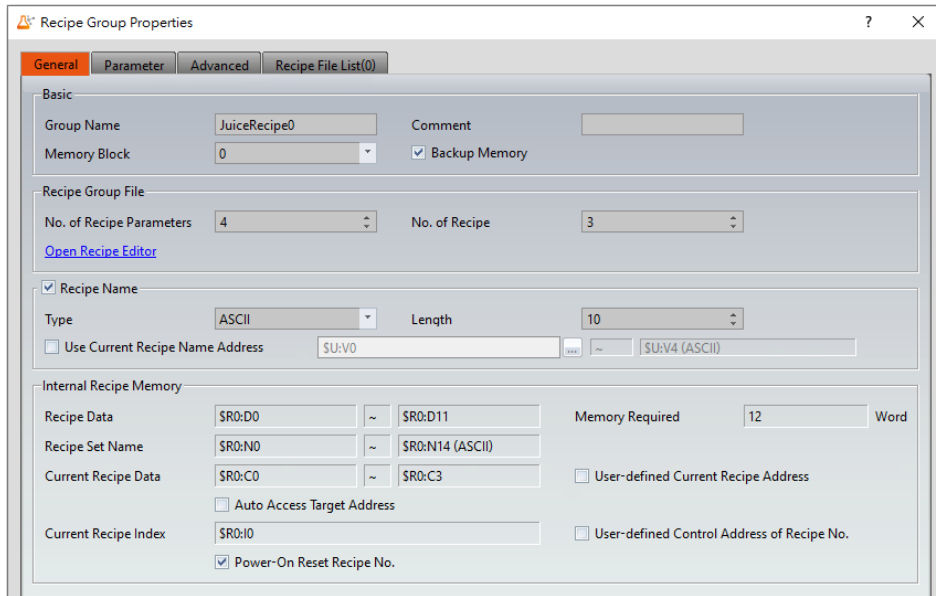 Recipe Group Properties ? ×
General Parameter Advanced Recipe File List(0)
Basic
Group Name JuiceRecipe0 Comment
Memory Block 0 Backup Memory
Recipe Group File
No. of Recipe Parameters 4 No. of Recipe 3
Open Recipe Editor
Recipe Name
Type ASCII Length 10
Use Current Recipe Name Address $U:V0 ... ~ $U:V4 (ASCII)
Internal Recipe Memory
Recipe Data $R0:D0 ~ $R0:D11 Memory Required 12 Word
Recipe Set Name $R0:N0 ~ $R0:N14 (ASCII)
Current Recipe Data $R0:C0 ~ $R0:C3 User-defined Current Recipe Address
Auto Access Target Address
Current Recipe Index $R0:I0 User-defined Control Address of Recipe No.
Power-On Reset Recipe No.